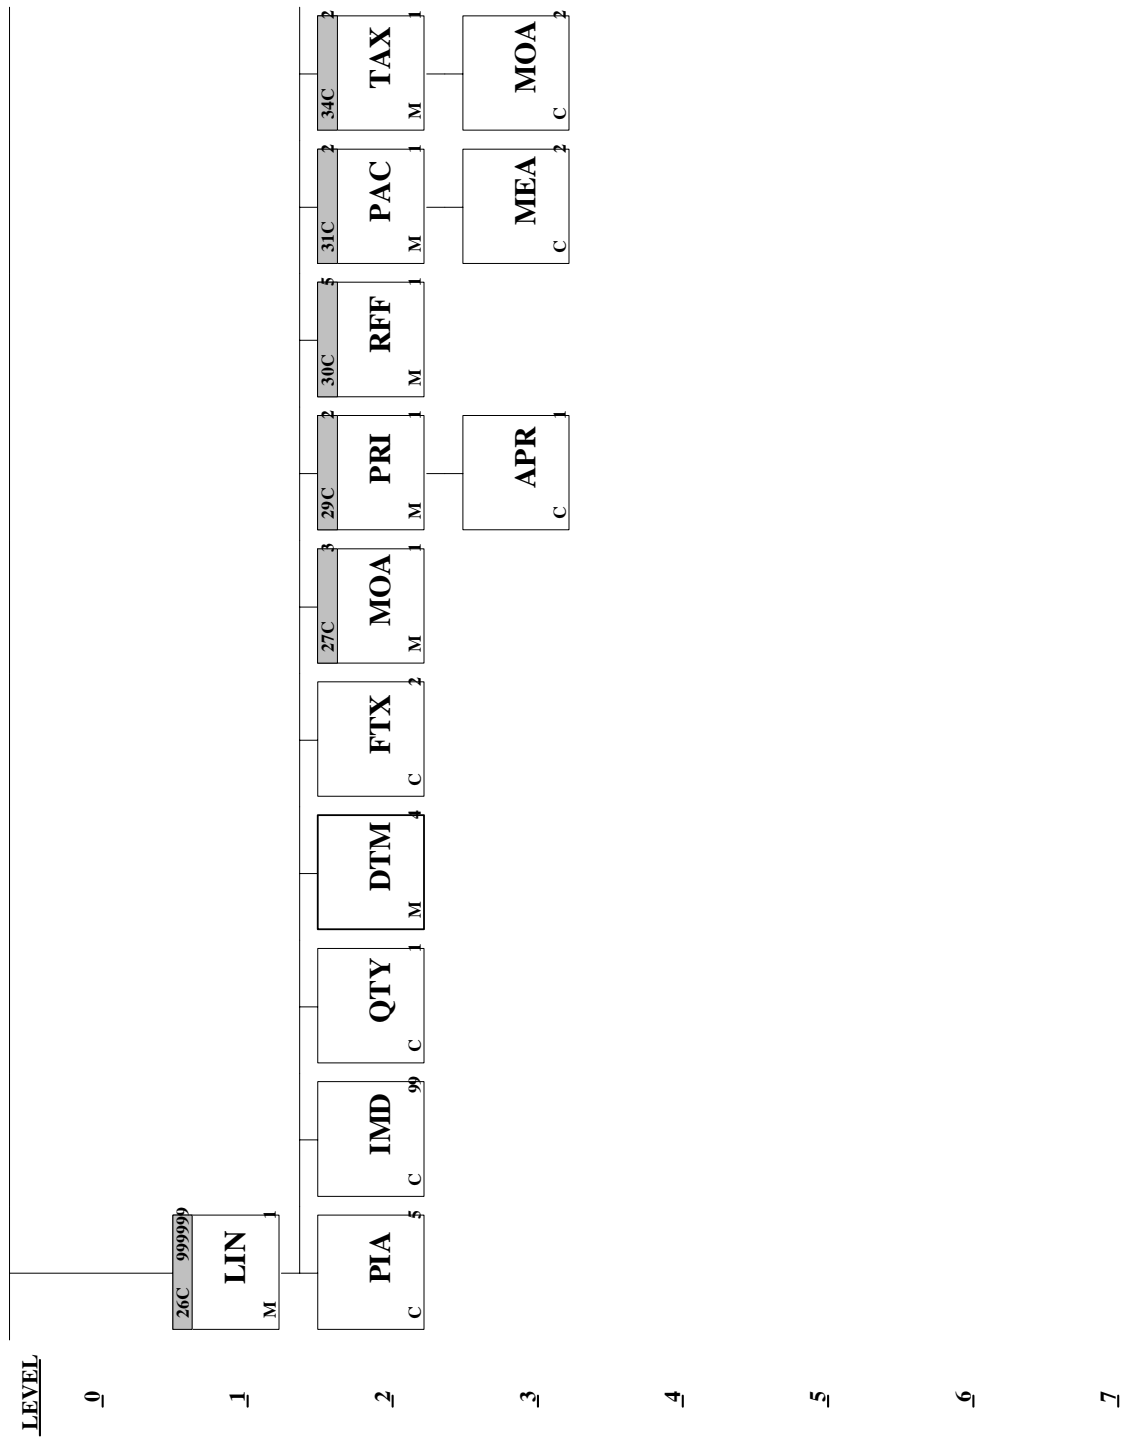 LEVEL
0
1
26C 999999
LIN
M 1
2
PIA
C 5
IMD
C 99
QTY
C 1
DTM
M 4
FTX
C 2
27C 3
MOA
M 1
29C 2
PRI
M 1
30C 5
RFF
M 1
31C 2
PAC
M 1
34C 2
TAX
M 1
3
APR
C 1
MEA
C 2
MOA
C 2
4
5
6
7